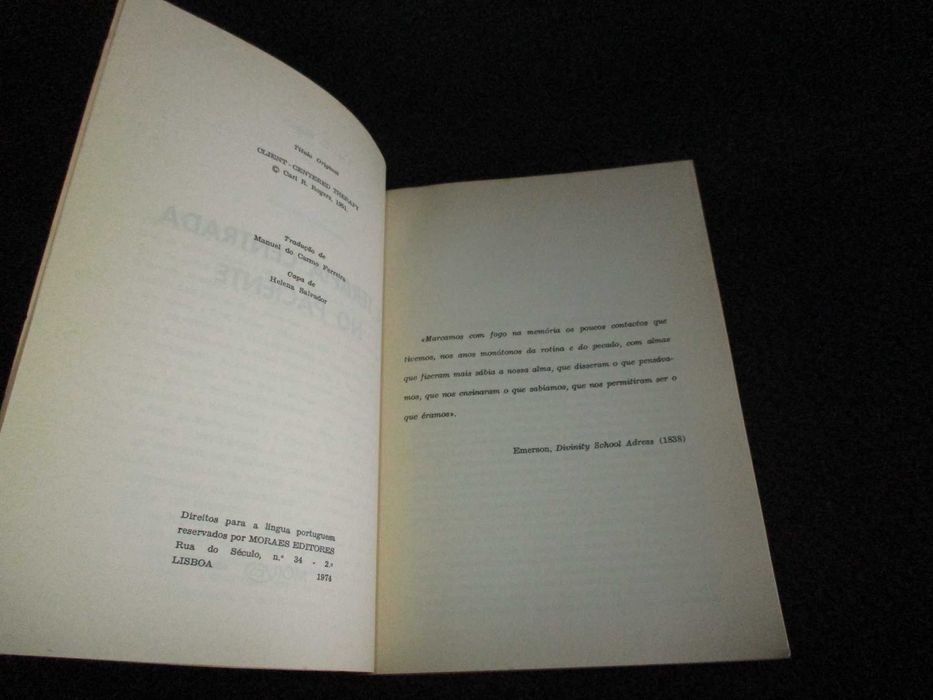 Título Original
CLIENT-CENTERED THERAPY
© Carl R. Rogers, 1951.
Tradução de
Manuel do Carmo Ferreira
Capa de
Helena Salvador
Direitos para a língua portuguesa
reservados por MORAES EDITORES
Rua do Século, n.º 34 - 2.º
LISBOA 1974
«Marcamos com fogo na memória os poucos contactos que
tivemos, nos anos monótonos da rotina e do pecado, com almas
que fizeram mais sábia a nossa alma, que disseram o que pensáva-
mos, que nos ensinaram o que sabíamos, que nos permitiram ser o
que éramos».
Emerson, Divinity School Adress (1838)